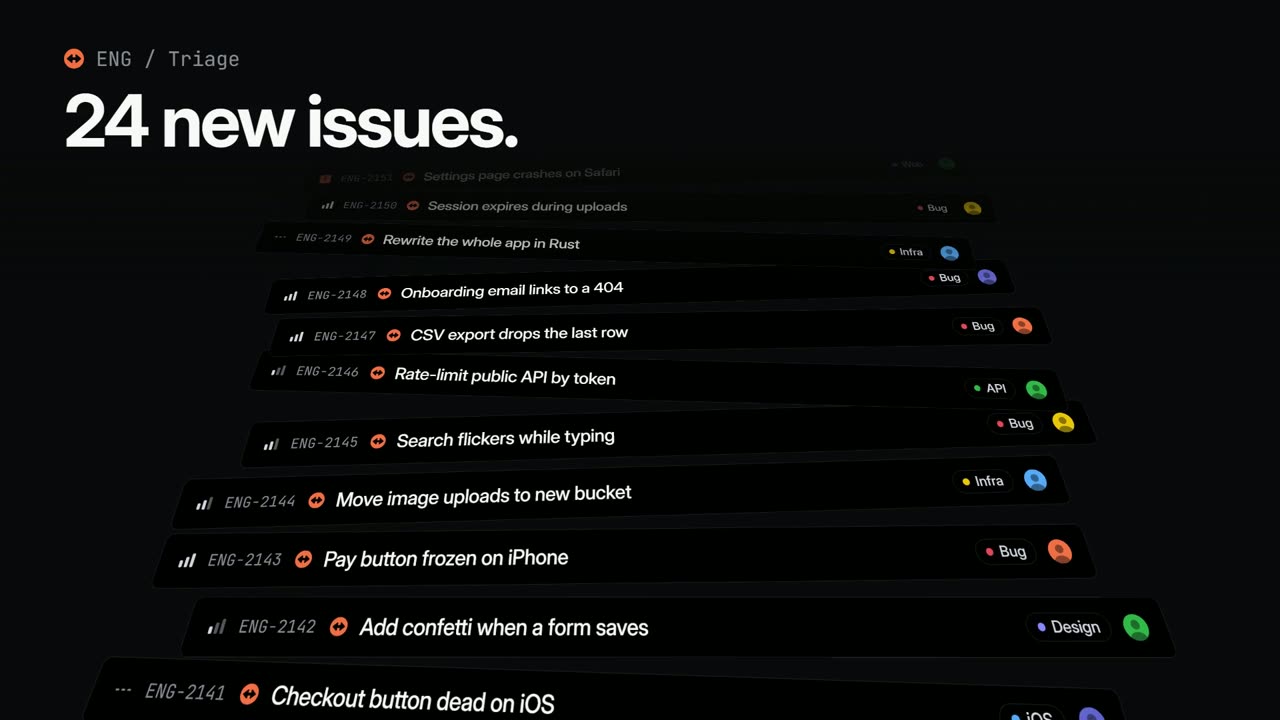 ENG / Triage
24 new issues.
ENG-2151 Settings page crashes on Safari Web
ENG-2150 Session expires during uploads Bug
ENG-2149 Rewrite the whole app in Rust Infra
ENG-2148 Onboarding email links to a 404 Bug
ENG-2147 CSV export drops the last row Bug
ENG-2146 Rate-limit public API by token API
ENG-2145 Search flickers while typing Bug
ENG-2144 Move image uploads to new bucket Infra
ENG-2143 Pay button frozen on iPhone Bug
ENG-2142 Add confetti when a form saves Design
ENG-2141 Checkout button dead on iOS iOS